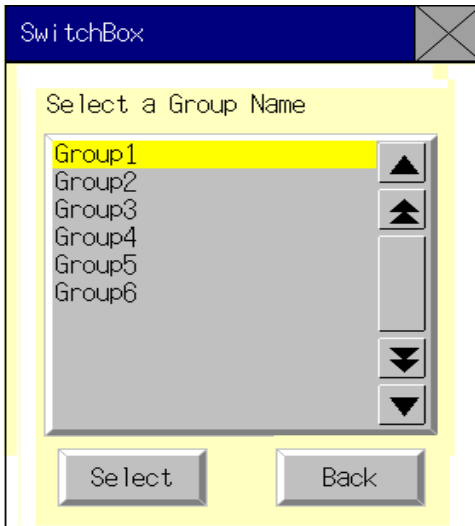 SwitchBox
Select a Group Name
Group1
Group2
Group3
Group4
Group5
Group6
Select
Back